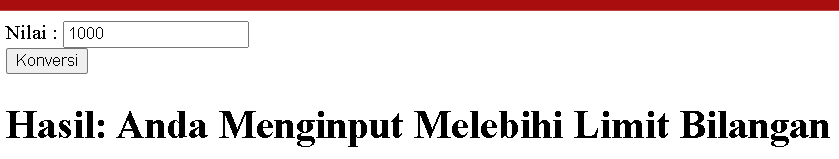 Nilai : 1000
Konversi
Hasil: Anda Menginput Melebihi Limit Bilangan